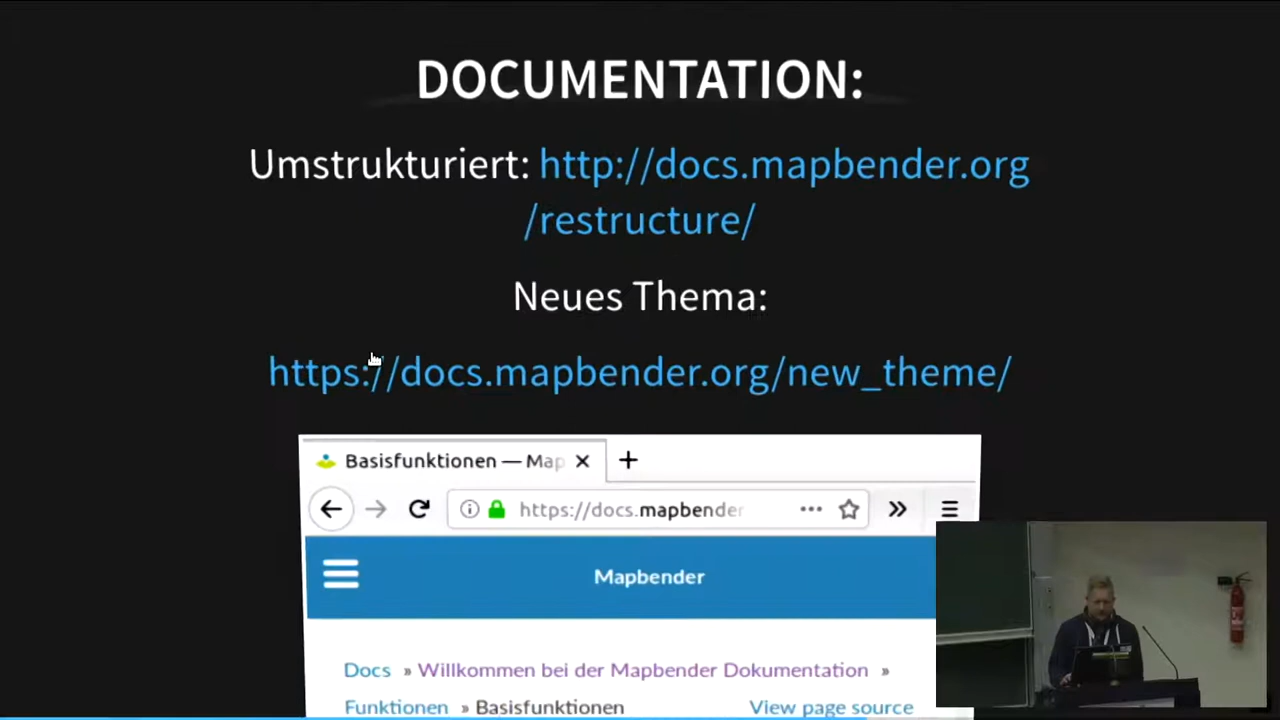 DOCUMENTATION:
Umstrukturiert: http://docs.mapbender.org
/restructure/
Neues Thema:
https://docs.mapbender.org/new_theme/
Basisfunktionen — Map
https://docs.mapbender
Mapbender
Docs » Willkommen bei der Mapbender Dokumentation »
Funktionen » Basisfunktionen View page source